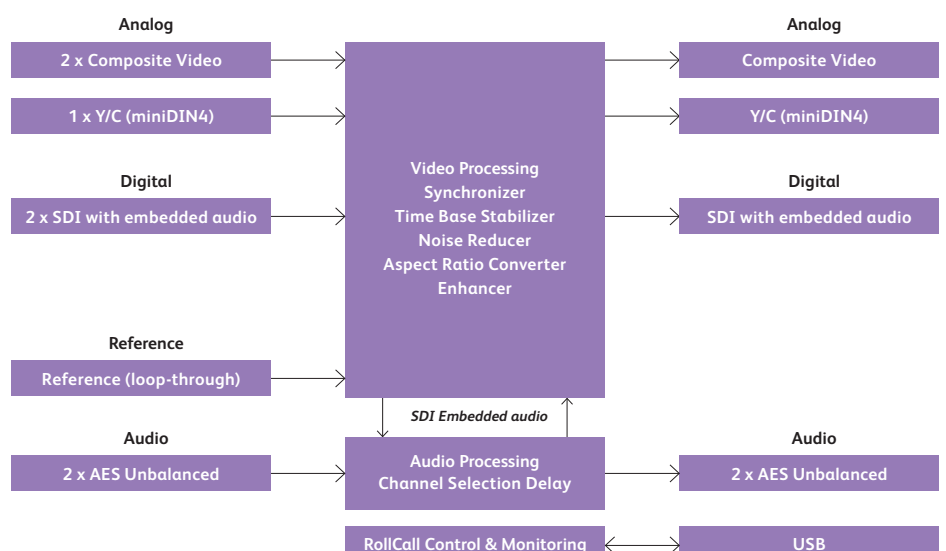 Analog
2 x Composite Video
1 x Y/C (miniDIN4)
Digital
2 x SDI with embedded audio
Reference
Reference (loop-through)
Audio
2 x AES Unbalanced
Video Processing
Synchronizer
Time Base Stabilizer
Noise Reducer
Aspect Ratio Converter
Enhancer
SDI Embedded audio
Audio Processing
Channel Selection Delay
RollCall Control & Monitoring
Analog
Composite Video
Y/C (miniDIN4)
Digital
SDI with embedded audio
Audio
2 x AES Unbalanced
USB